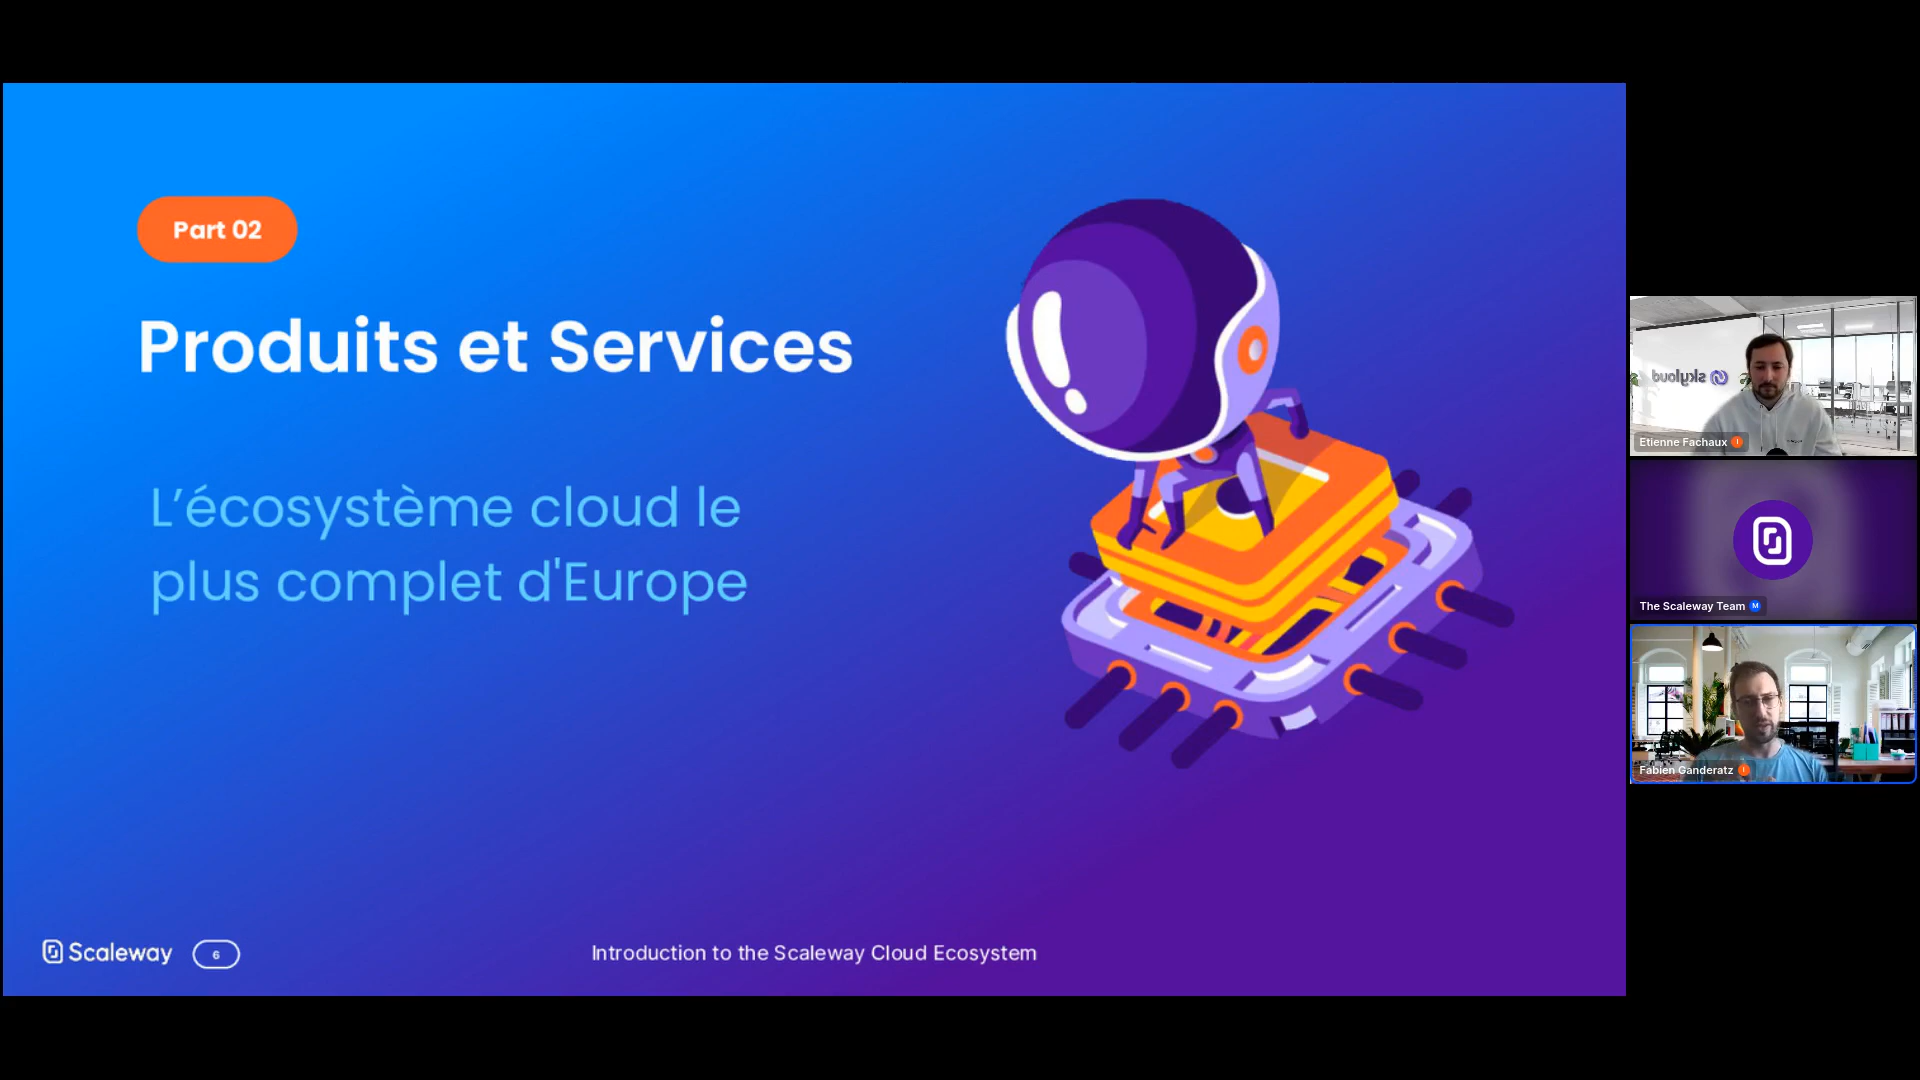 Part 02
Produits et Services
L’écosystème cloud le
plus complet d'Europe
Scaleway
6
Introduction to the Scaleway Cloud Ecosystem
skyloud
Etienne Fachaux
I
The Scaleway Team
M
Fabien Ganderatz
I